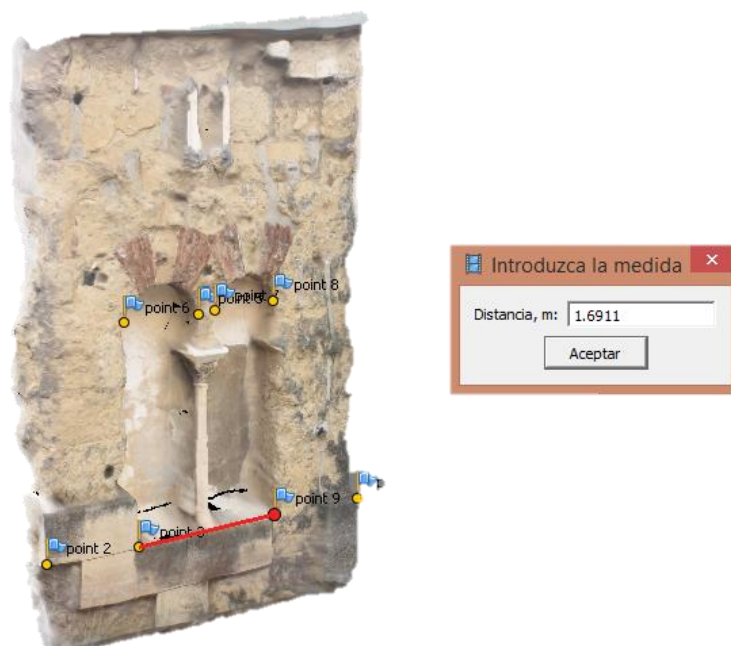 point 8
point 6
Introduzca la medida
Distancia, m: 1.6911
Aceptar
point 9
point 2